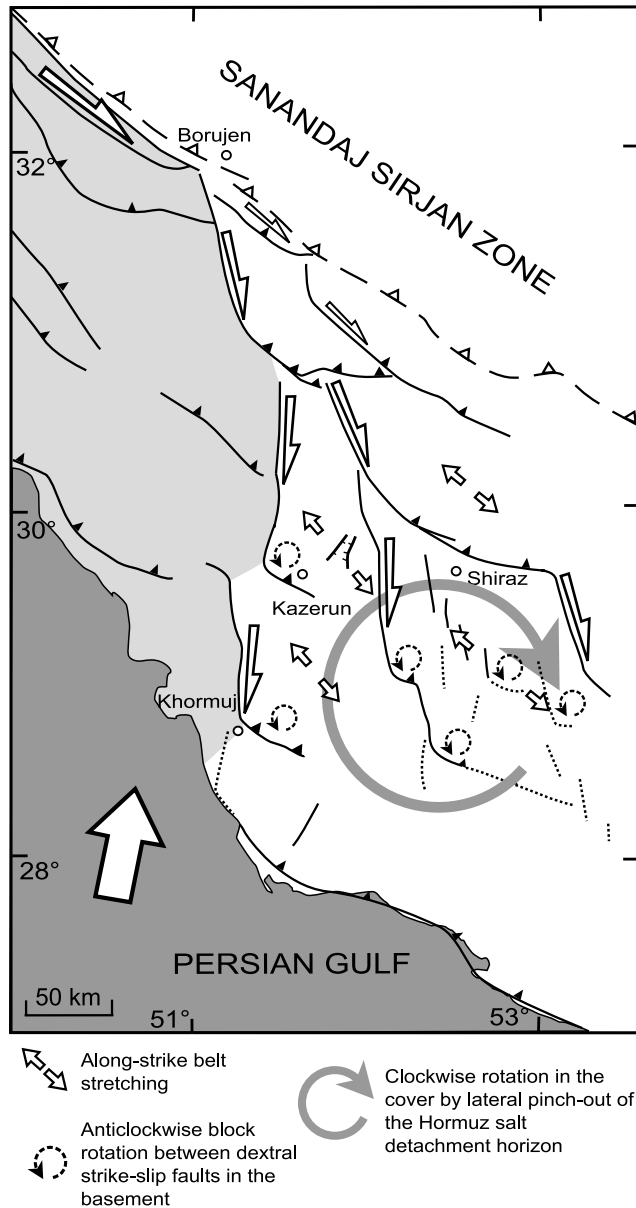 SANANDAJ SIRJAN ZONE
Borujen
32°
30°
Shiraz
Kazerun
Khormuj
28°
PERSIAN GULF
50 km
51°
53°
Along-strike belt
stretching
Anticlockwise block
rotation between dextral
strike-slip faults in the
basement
Clockwise rotation in the
cover by lateral pinch-out of
the Hormuz salt
detachment horizon